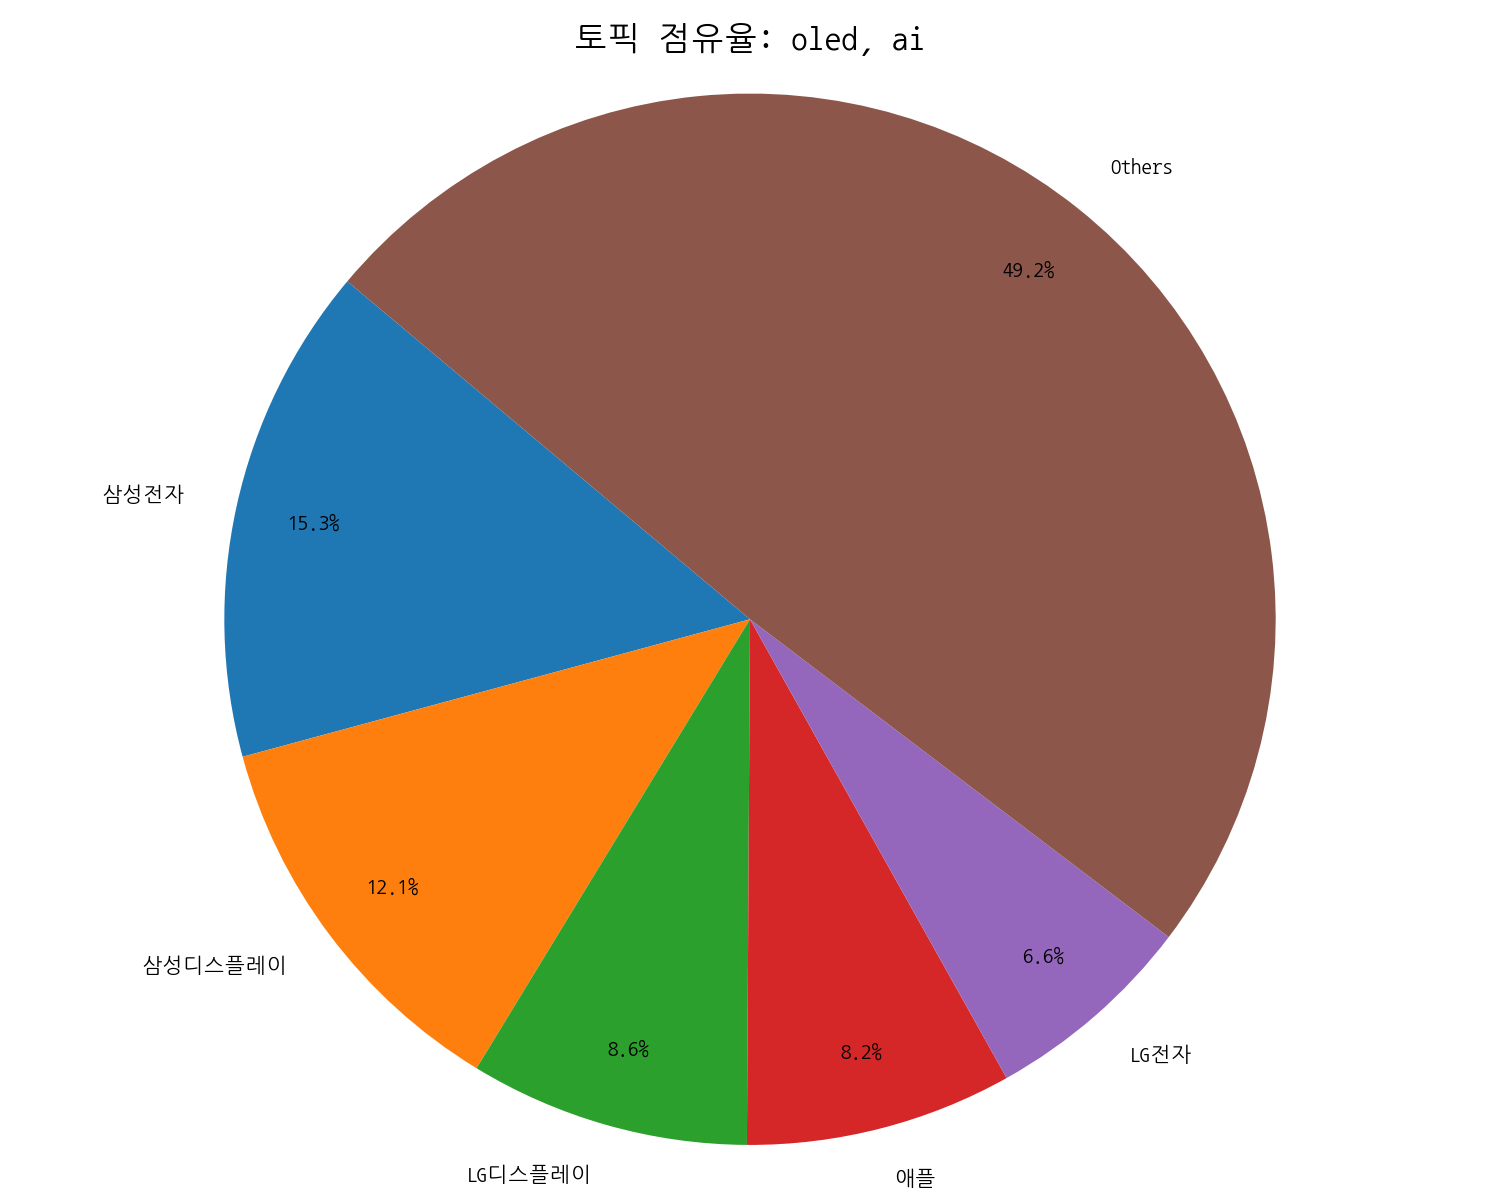 토픽 점유율: oled, ai
Others
49.2%
삼성전자
15.3%
12.1%
삼성디스플레이
8.6%
LG디스플레이
8.2%
애플
6.6%
LG전자